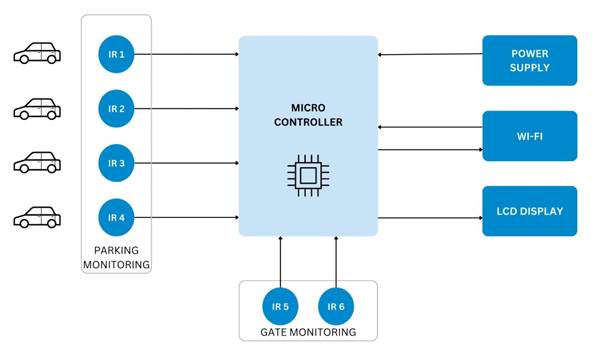 IR 1
IR 2
IR 3
IR 4
PARKING
MONITORING
MICRO
CONTROLLER
POWER
SUPPLY
WI-FI
LCD DISPLAY
IR 5
IR 6
GATE MONITORING